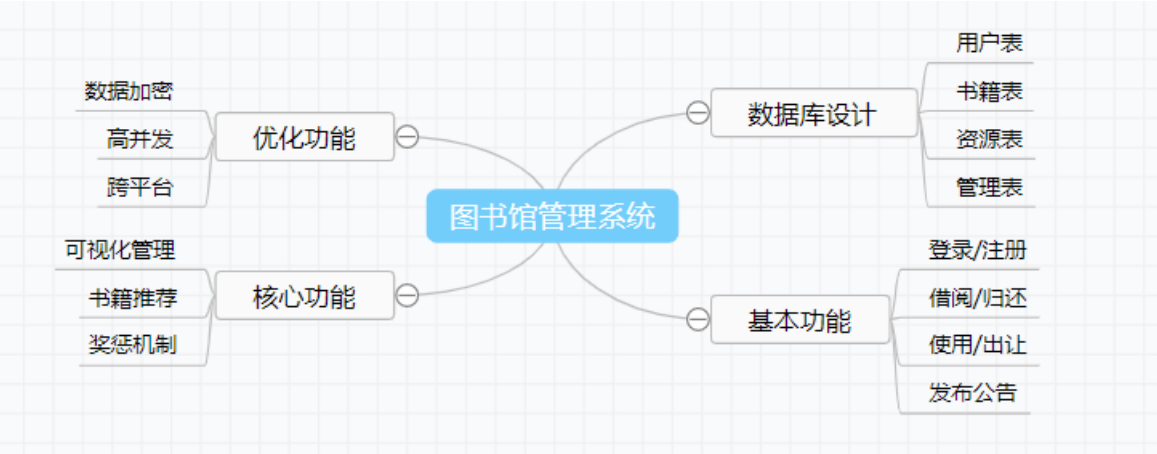 图书馆管理系统
数据库设计
用户表
书籍表
资源表
管理表
基本功能
登录/注册
借阅/归还
使用/出让
发布公告
优化功能
数据加密
高并发
跨平台
核心功能
可视化管理
书籍推荐
奖惩机制